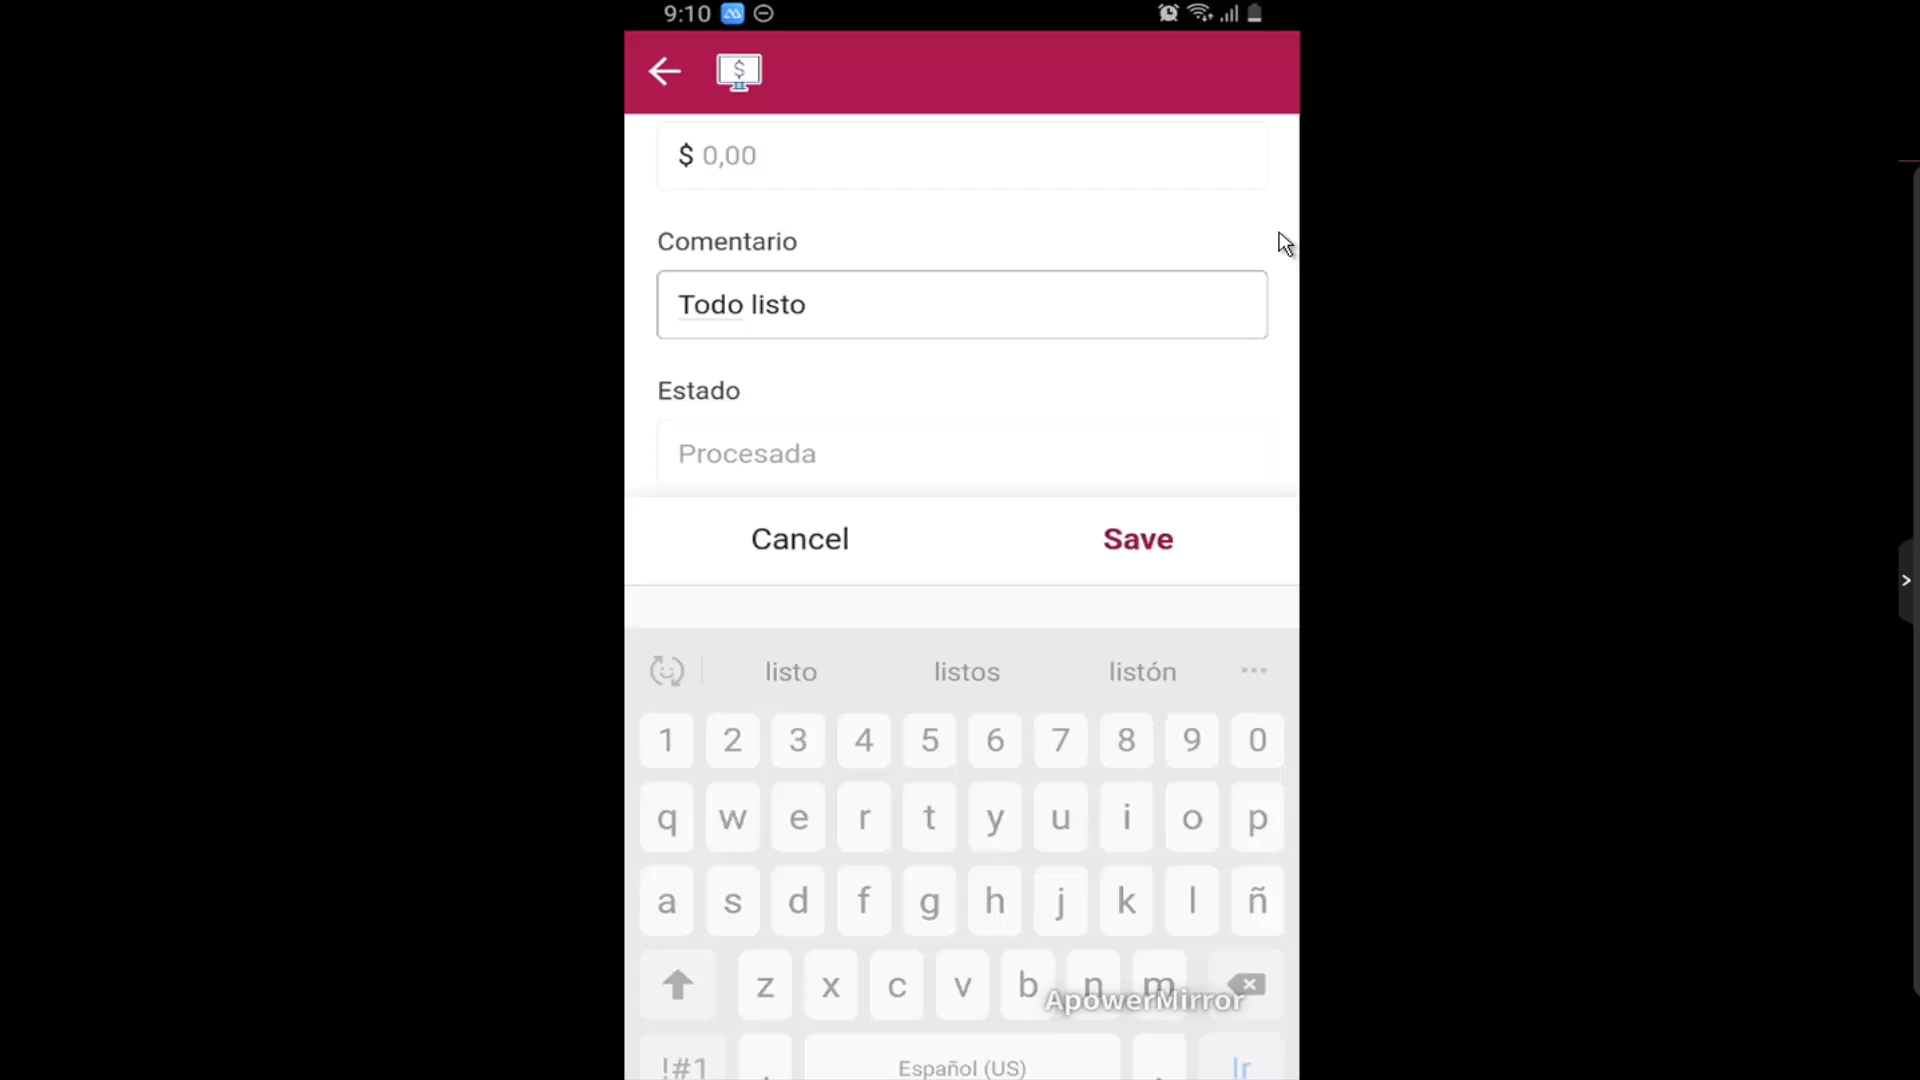 9:10
$
$ 0,00
Comentario
Todo listo
Estado
Procesada
Cancel Save
listo listos listón ...
1 2 3 4 5 6 7 8 9 0
q w e r t y u i o p
a s d f g h j k l ñ
z x c v b n m
ApowerMirror
!#1 , Español (US) . Ir